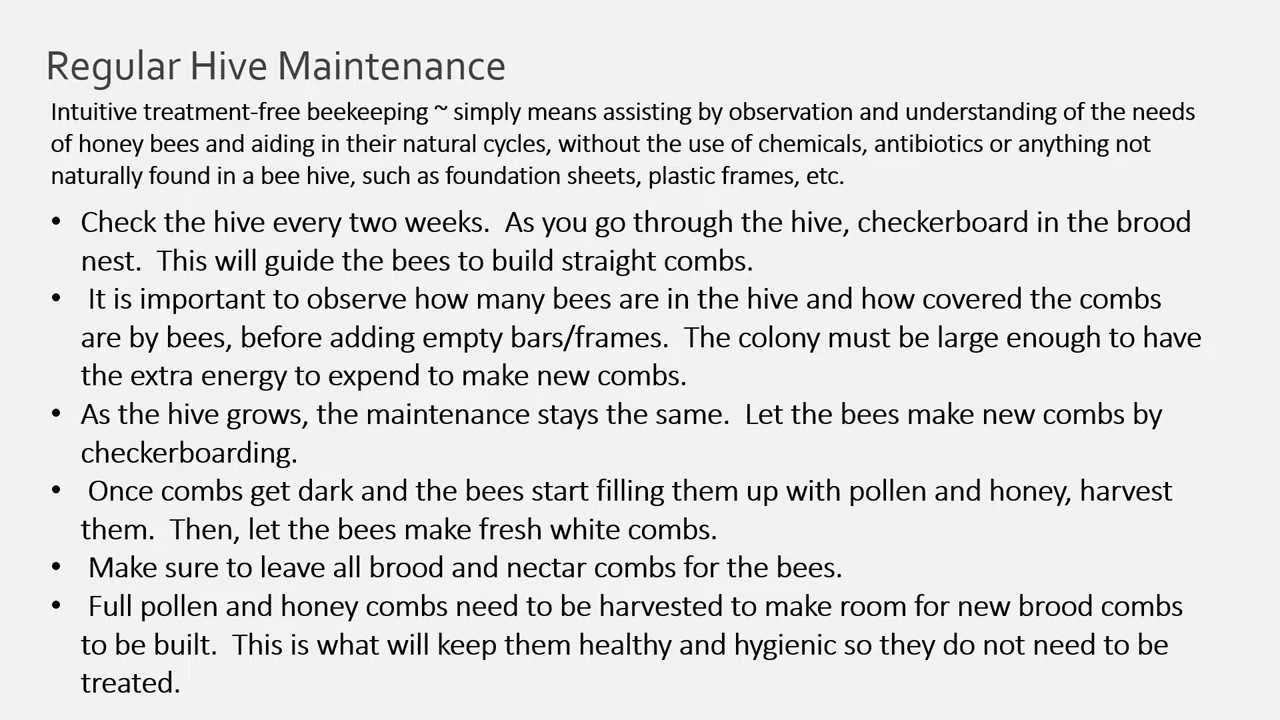 Regular Hive Maintenance
Intuitive treatment-free beekeeping ~ simply means assisting by observation and understanding of the needs
of honey bees and aiding in their natural cycles, without the use of chemicals, antibiotics or anything not
naturally found in a bee hive, such as foundation sheets, plastic frames, etc.
• Check the hive every two weeks.  As you go through the hive, checkerboard in the brood
nest.  This will guide the bees to build straight combs.
• It is important to observe how many bees are in the hive and how covered the combs
are by bees, before adding empty bars/frames.  The colony must be large enough to have
the extra energy to expend to make new combs.
• As the hive grows, the maintenance stays the same.  Let the bees make new combs by
checkerboarding.
• Once combs get dark and the bees start filling them up with pollen and honey, harvest
them.  Then, let the bees make fresh white combs.
• Make sure to leave all brood and nectar combs for the bees.
• Full pollen and honey combs need to be harvested to make room for new brood combs
to be built.  This is what will keep them healthy and hygienic so they do not need to be
treated.